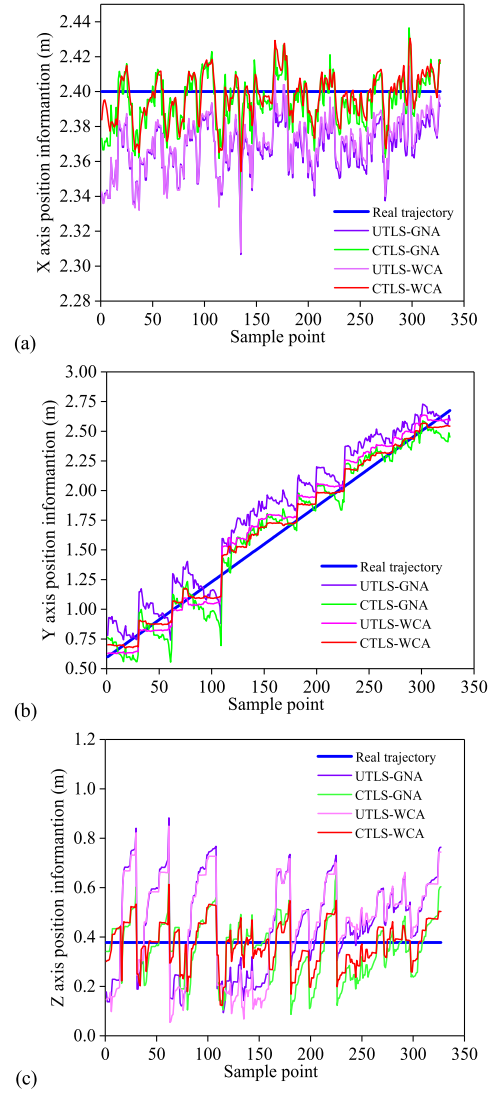 X axis position informantion (m)
2.44
2.40
2.38
2.36
2.34
2.30
2.28
Real trajectory
UTLS-GNA
CTLS-GNA
UTLS-WCA
CTLS-WCA
0 50 100 150 200 250 300 350
Sample point
(a)
Y axis position informantion (m)
3.00
2.75
2.50
2.25
2.00
1.75
1.50
1.25
1.00
0.75
0.50
Real trajectory
UTLS-GNA
CTLS-GNA
UTLS-WCA
CTLS-WCA
0 50 100 150 200 250 300 350
Sample point
(b)
Z axis position informantion (m)
1.2
1.0
0.8
0.6
0.4
0.2
0.0
Real trajectory
UTLS-GNA
CTLS-GNA
UTLS-WCA
CTLS-WCA
0 50 100 150 200 250 300 350
Sample point
(c)